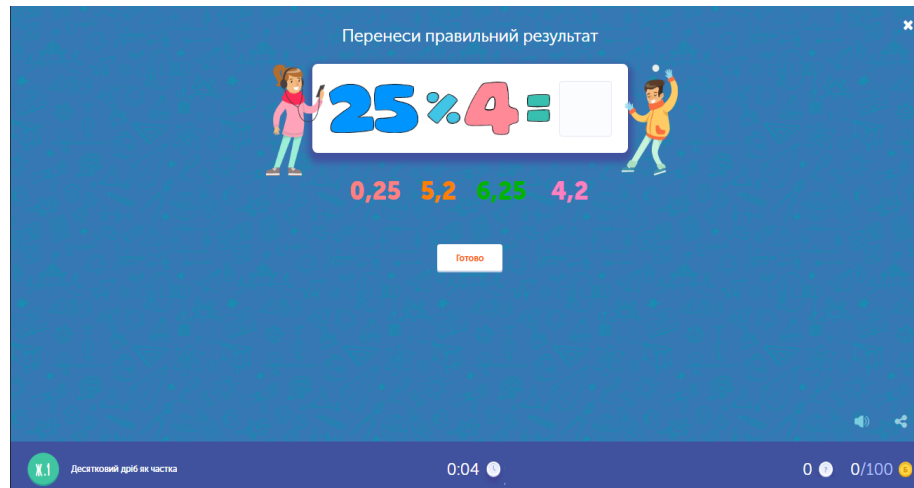 Перенеси правильний результат
25%4=
0,25 5,2 6,25 4,2
Готово
Ж.1 Десятковий дріб як частка 0:04 0 0/100 6